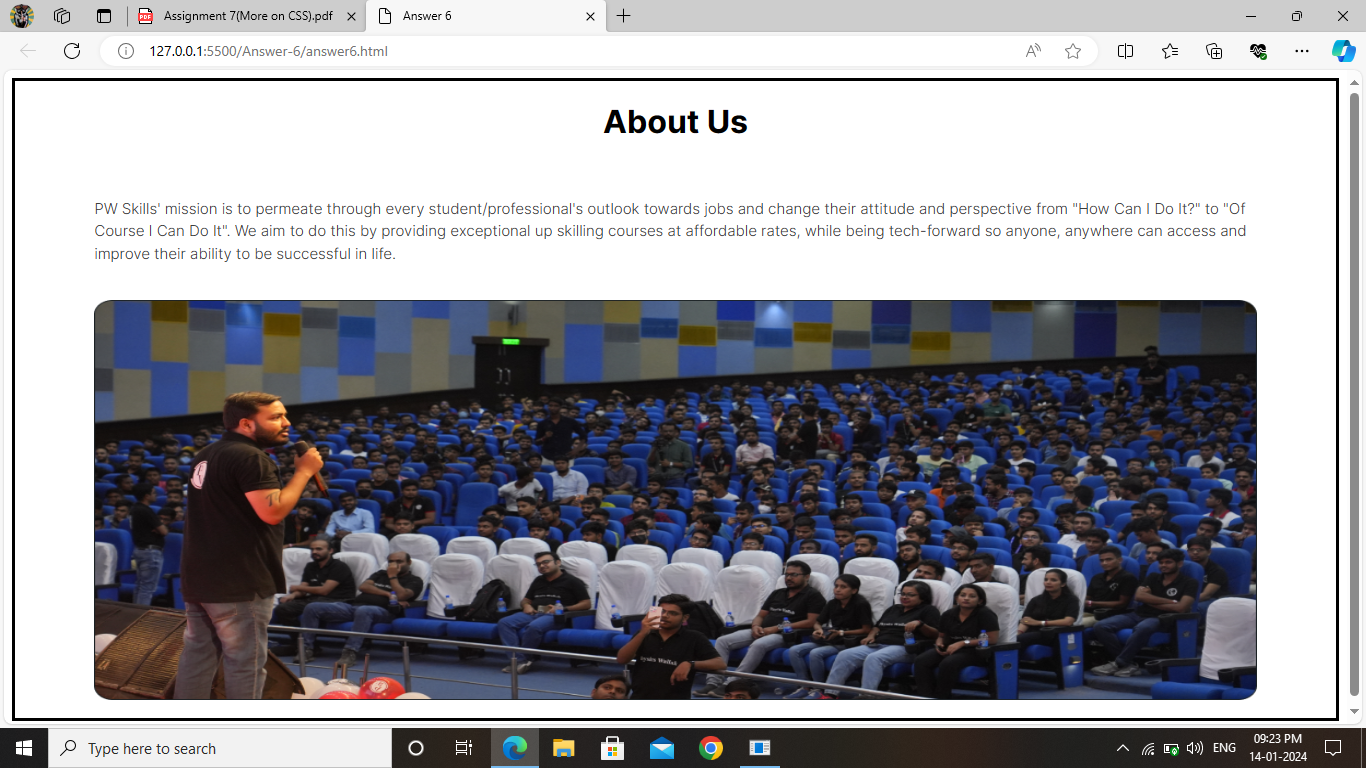 Assignment 7(More on CSS).pdf
Answer 6
127.0.0.1:5500/Answer-6/answer6.html
About Us
PW Skills' mission is to permeate through every student/professional's outlook towards jobs and change their attitude and perspective from "How Can I Do It?" to "Of
Course I Can Do It". We aim to do this by providing exceptional up skilling courses at affordable rates, while being tech-forward so anyone, anywhere can access and
improve their ability to be successful in life.
Type here to search
ENG
09:23 PM
14-01-2024